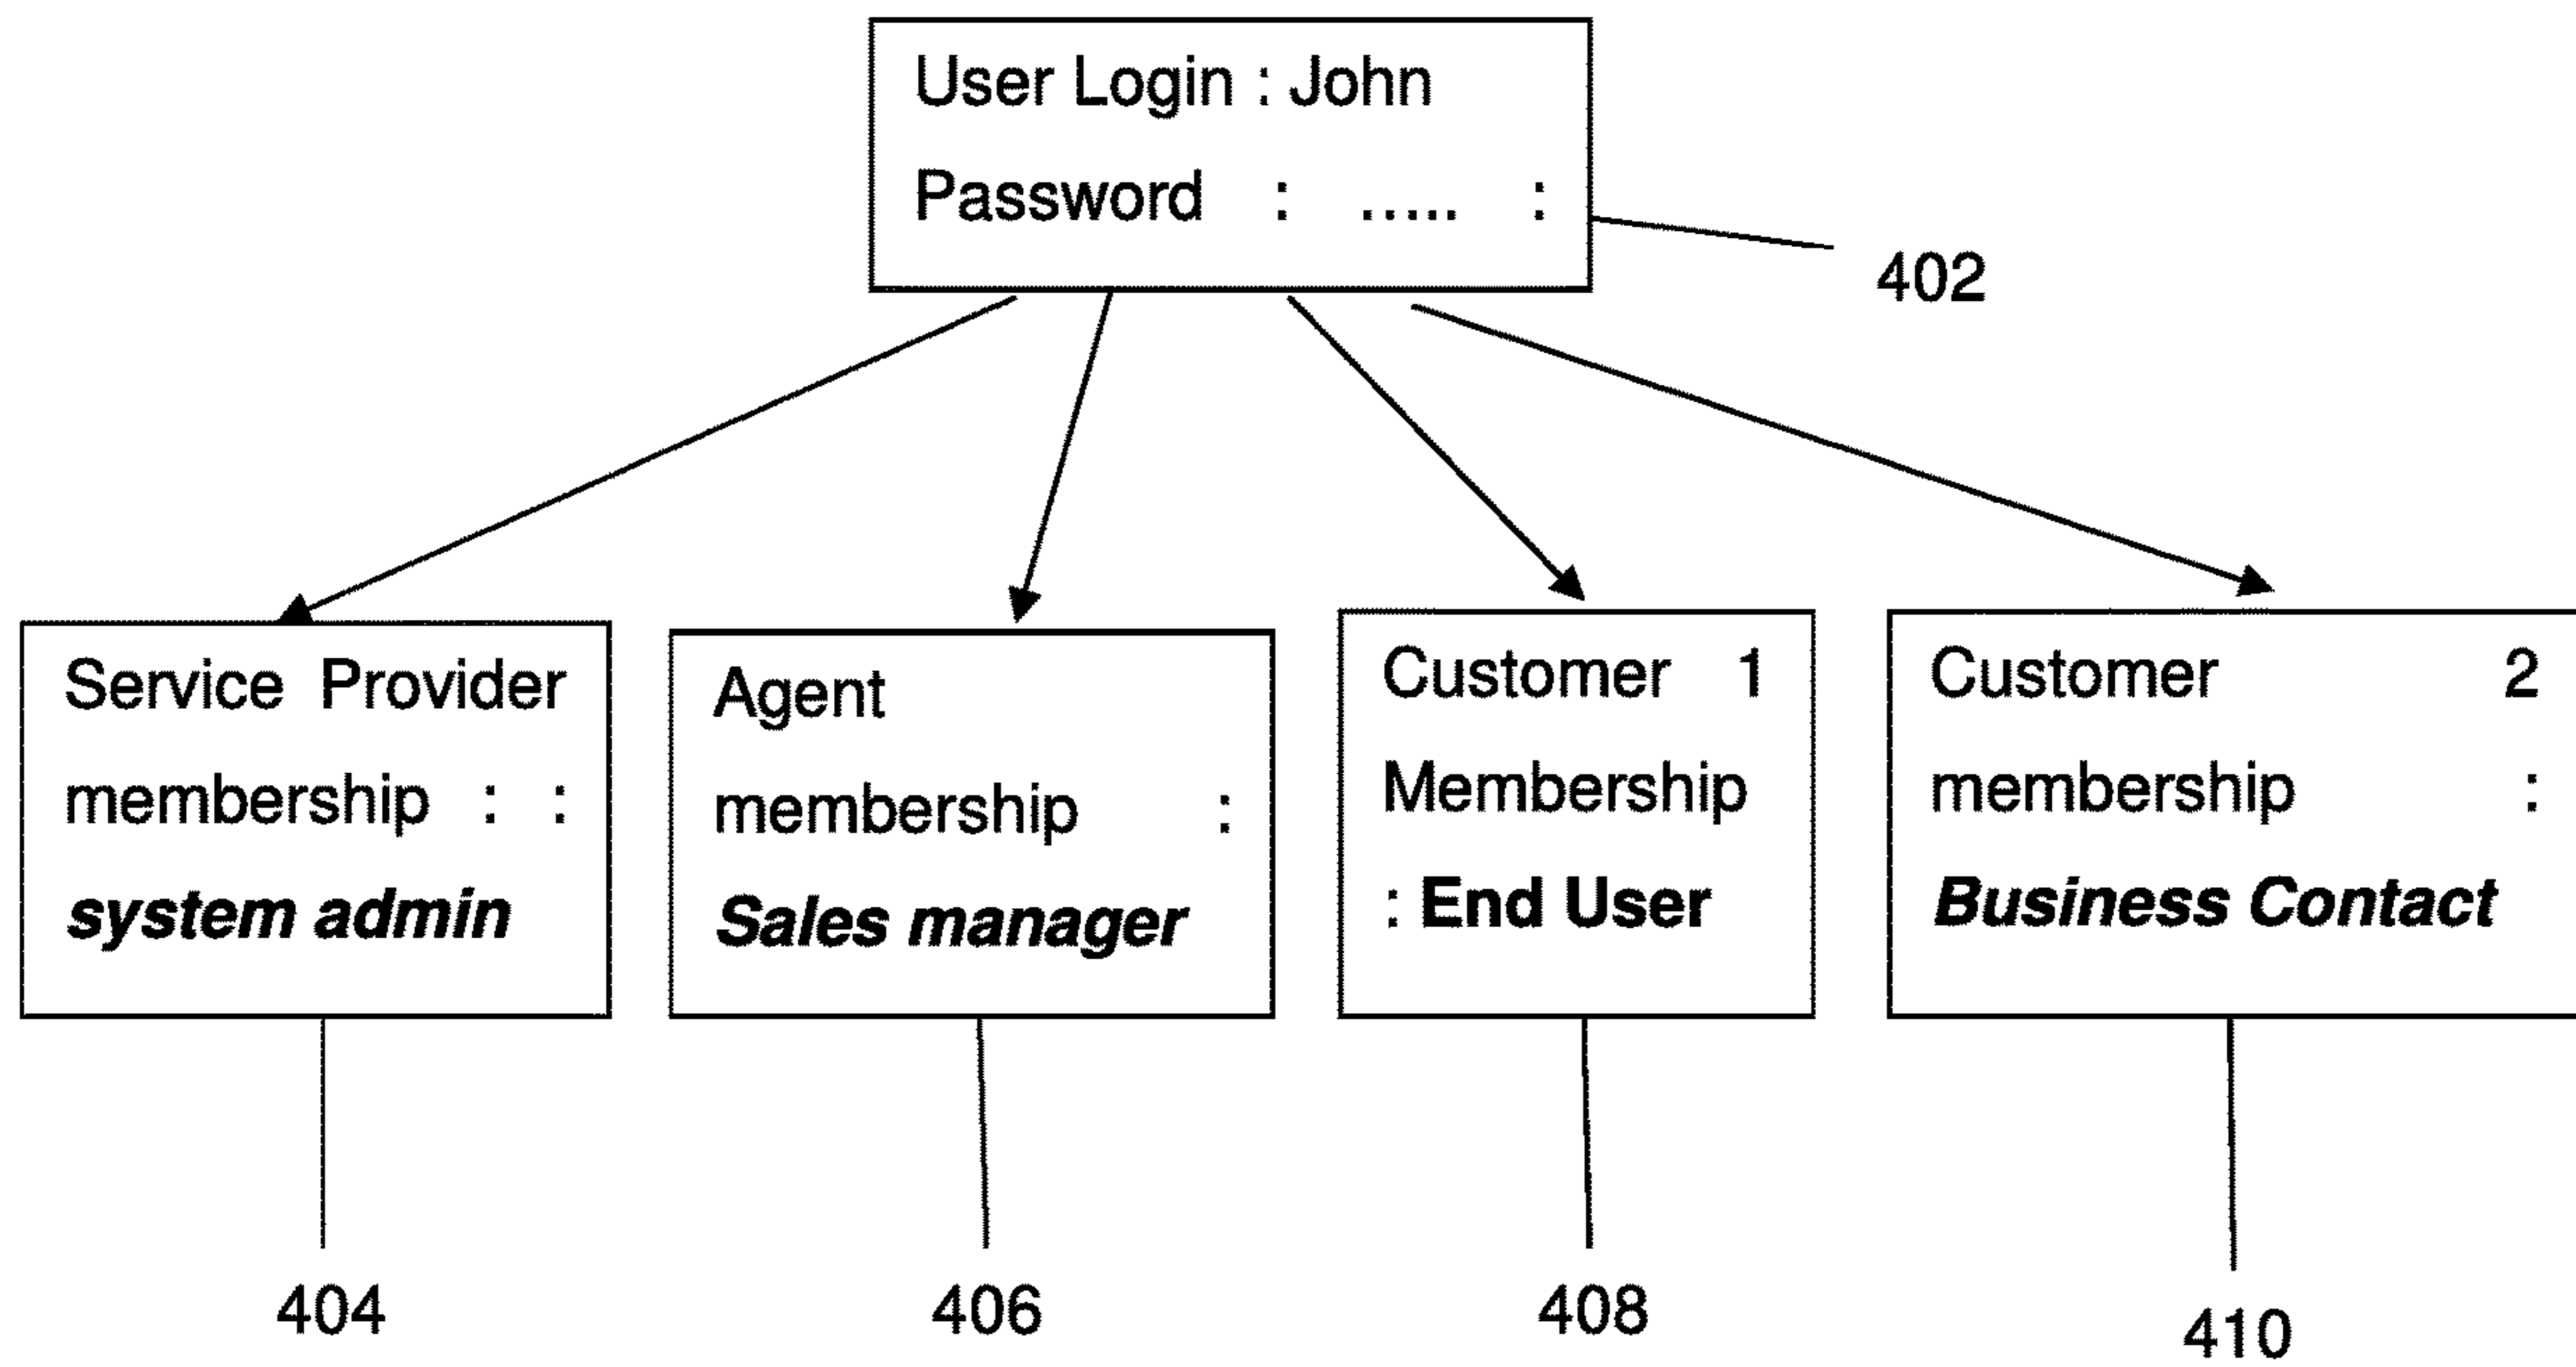 User Login : John
Password : ..... :
402
Service Provider
membership : :
system admin
Agent
membership :
Sales manager
Customer 1
Membership
: End User
Customer 2
membership :
Business Contact
404
406
408
410